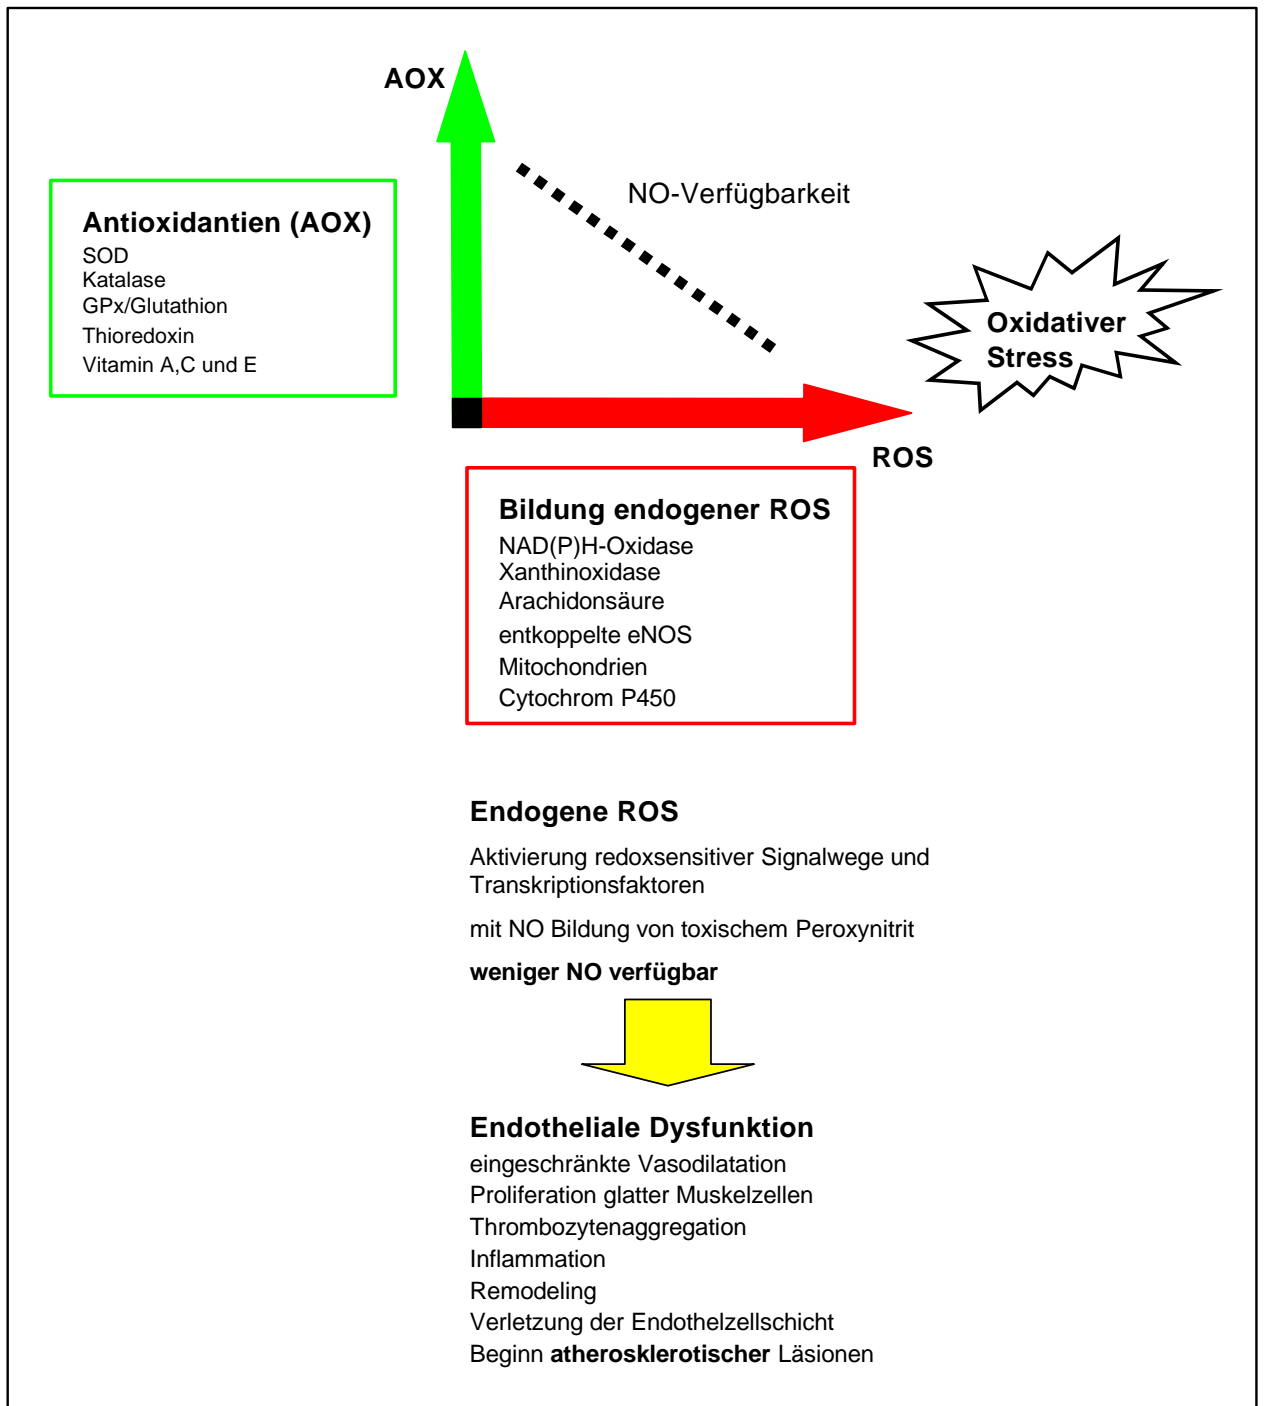 AOX
NO-Verfügbarkeit
Antioxidantien (AOX)
SOD
Katalase
GPx/Glutathion
Thioredoxin
Vitamin A,C und E
Oxidativer
Stress
ROS
Bildung endogener ROS
NAD(P)H-Oxidase
Xanthinoxidase
Arachidonsäure
entkoppelte eNOS
Mitochondrien
Cytochrom P450
Endogene ROS
Aktivierung redoxsensitiver Signalwege und
Transkriptionsfaktoren
mit NO Bildung von toxischem Peroxynitrit
weniger NO verfügbar
Endotheliale Dysfunktion
eingeschränkte Vasodilatation
Proliferation glatter Muskelzellen
Thrombozytenaggregation
Inflammation
Remodeling
Verletzung der Endothelzellschicht
Beginn atherosklerotischer Läsionen